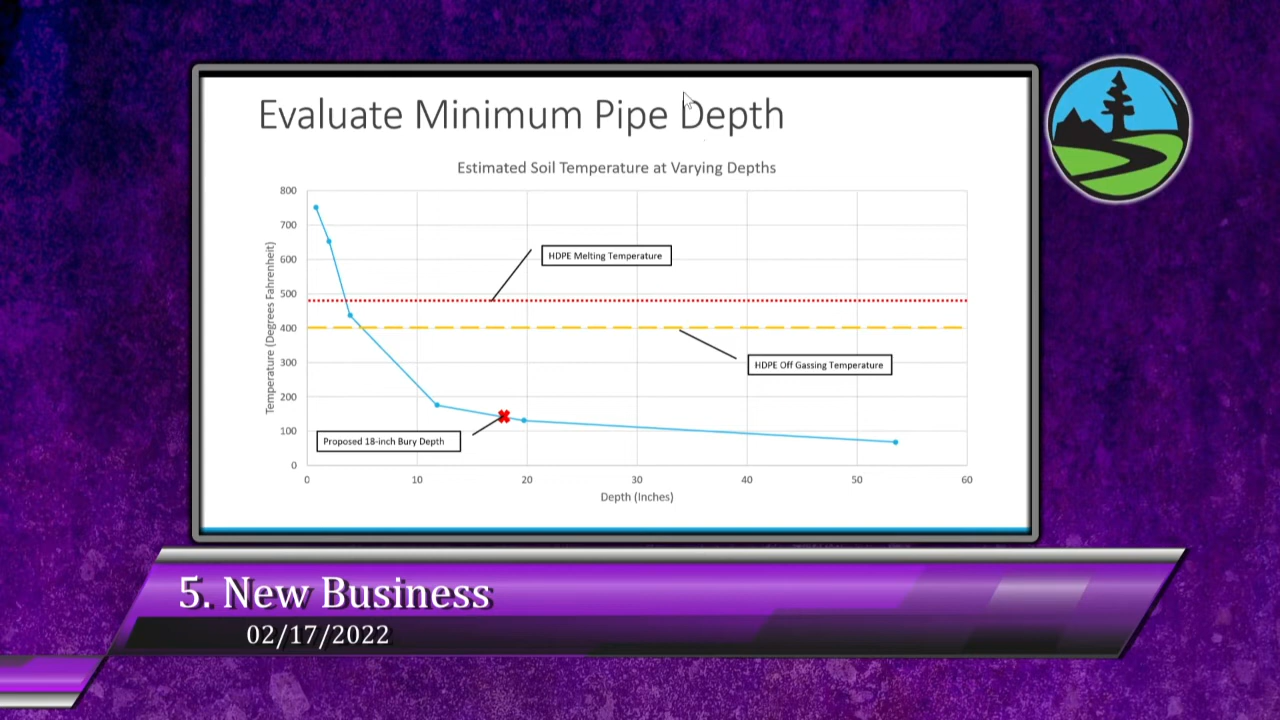 Evaluate Minimum Pipe Depth
Estimated Soil Temperature at Varying Depths
800
700
600
500
400
300
200
100
0
Temperature (Degrees Fahrenheit)
HDPE Melting Temperature
HDPE Off Gassing Temperature
Proposed 18-inch Bury Depth
0 10 20 30 40 50 60
Depth (Inches)
5. New Business
02/17/2022